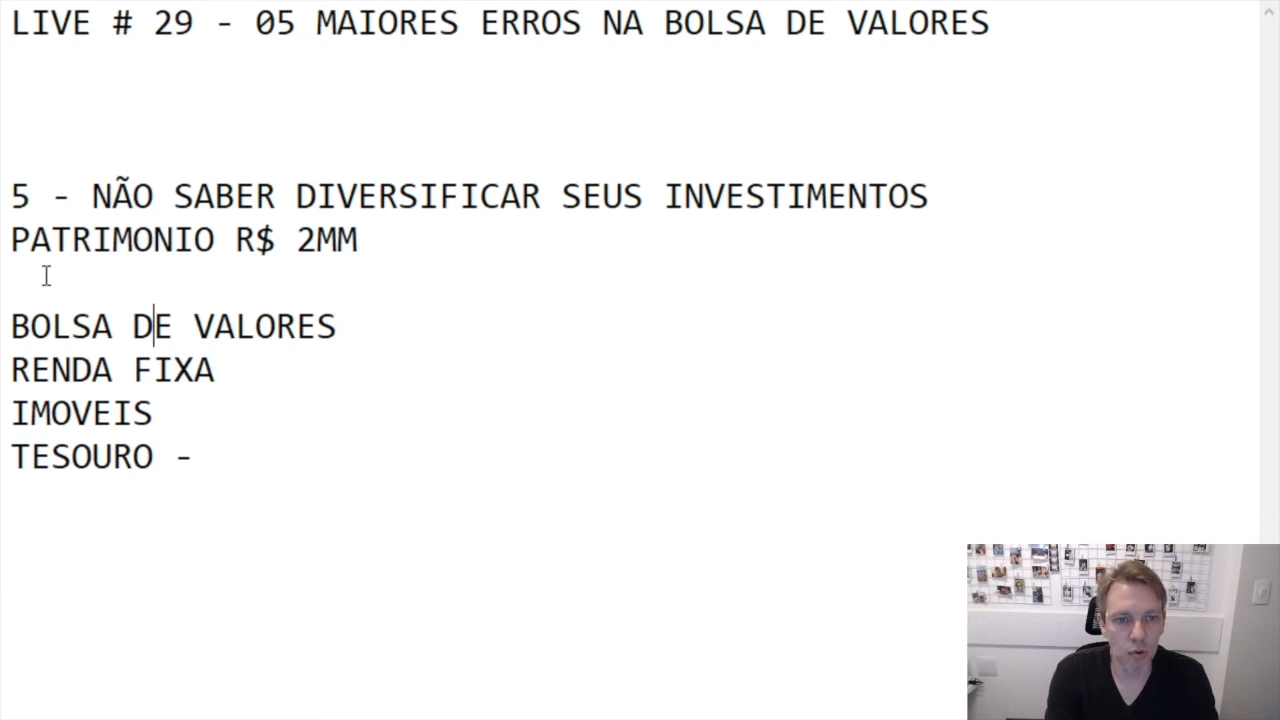 LIVE # 29 - 05 MAIORES ERROS NA BOLSA DE VALORES
5 - NÃO SABER DIVERSIFICAR SEUS INVESTIMENTOS
PATRIMONIO R$ 2MM
BOLSA DE VALORES
RENDA FIXA
IMOVEIS
TESOURO -